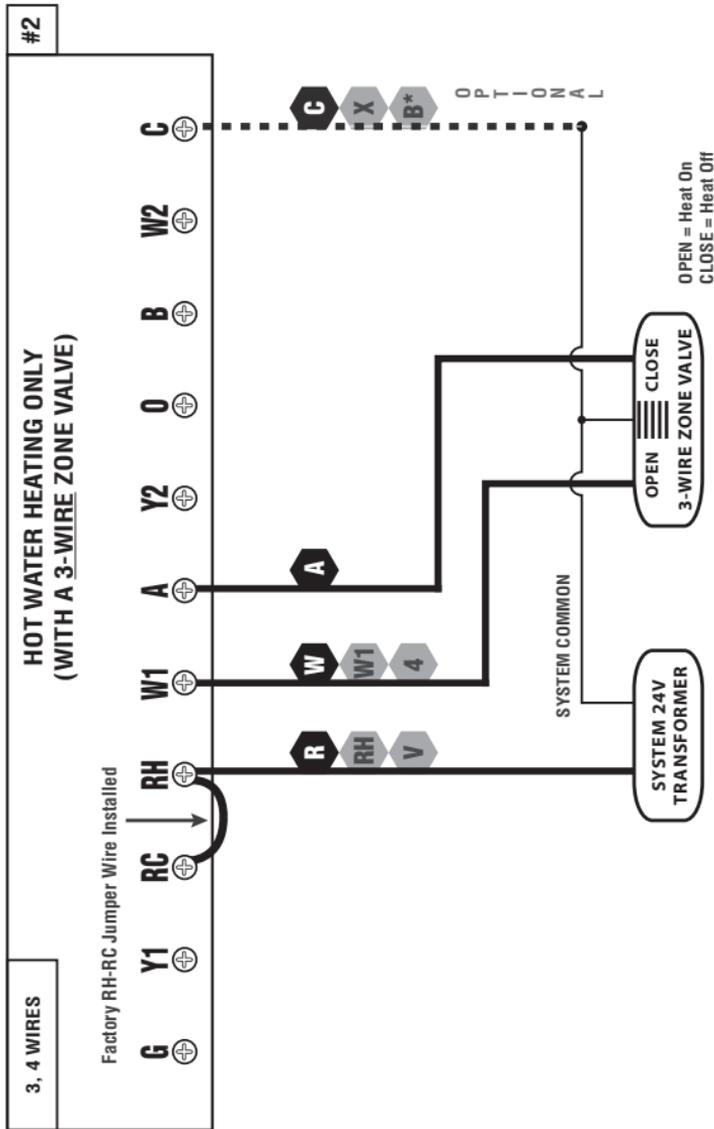 3, 4 WIRES
#2
HOT WATER HEATING ONLY
(WITH A 3-WIRE ZONE VALVE)
Factory RH-RC Jumper Wire Installed
G Y1 RC RH W1 A Y2 O B W2 C
R W A C
RH W1 X
V 4 B*
OPTIONAL
SYSTEM COMMON
SYSTEM 24V
TRANSFORMER
OPEN CLOSE
3-WIRE ZONE VALVE
OPEN = Heat On
CLOSE = Heat Off